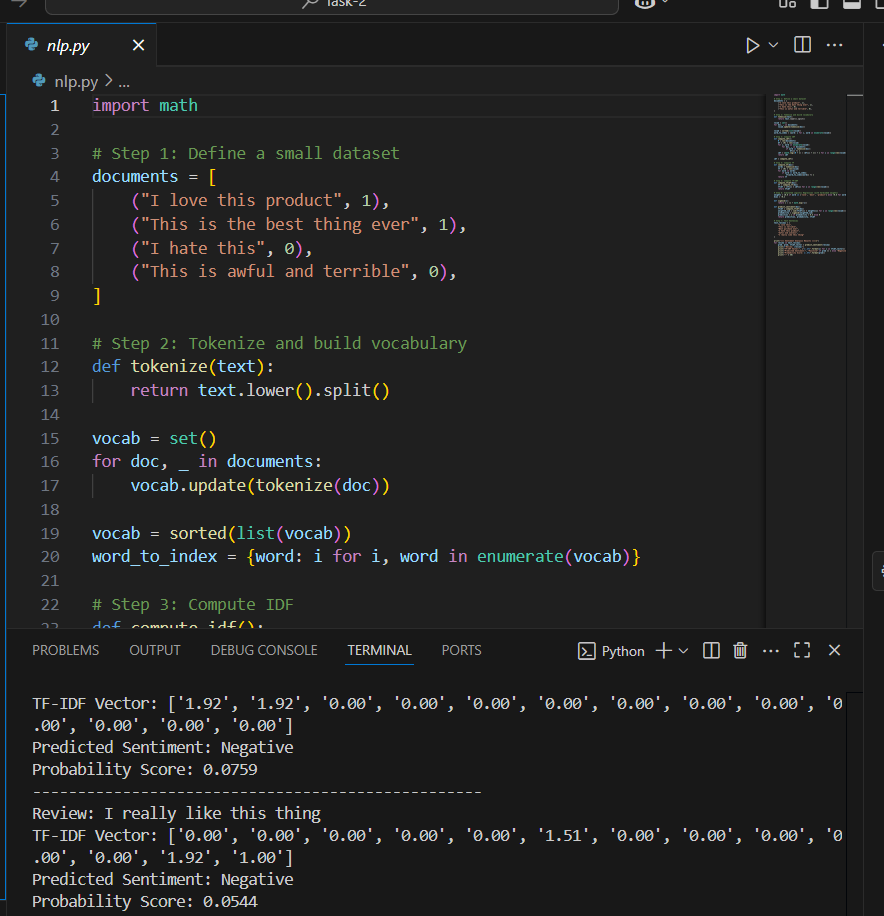 Task-2
nlp.py
nlp.py > ...
1 import math
2
3 # Step 1: Define a small dataset
4 documents = [
5     ("I love this product", 1),
6     ("This is the best thing ever", 1),
7     ("I hate this", 0),
8     ("This is awful and terrible", 0),
9 ]
10
11 # Step 2: Tokenize and build vocabulary
12 def tokenize(text):
13     return text.lower().split()
14
15 vocab = set()
16 for doc, _ in documents:
17     vocab.update(tokenize(doc))
18
19 vocab = sorted(list(vocab))
20 word_to_index = {word: i for i, word in enumerate(vocab)}
21
22 # Step 3: Compute IDF
23 def compute_idf():
PROBLEMS OUTPUT DEBUG CONSOLE TERMINAL PORTS Python
TF-IDF Vector: ['1.92', '1.92', '0.00', '0.00', '0.00', '0.00', '0.00', '0.00', '0.00', '0
.00', '0.00', '0.00', '0.00']
Predicted Sentiment: Negative
Probability Score: 0.0759
--------------------------------------------------
Review: I really like this thing
TF-IDF Vector: ['0.00', '0.00', '0.00', '0.00', '0.00', '1.51', '0.00', '0.00', '0.00', '0
.00', '0.00', '1.92', '1.00']
Predicted Sentiment: Negative
Probability Score: 0.0544